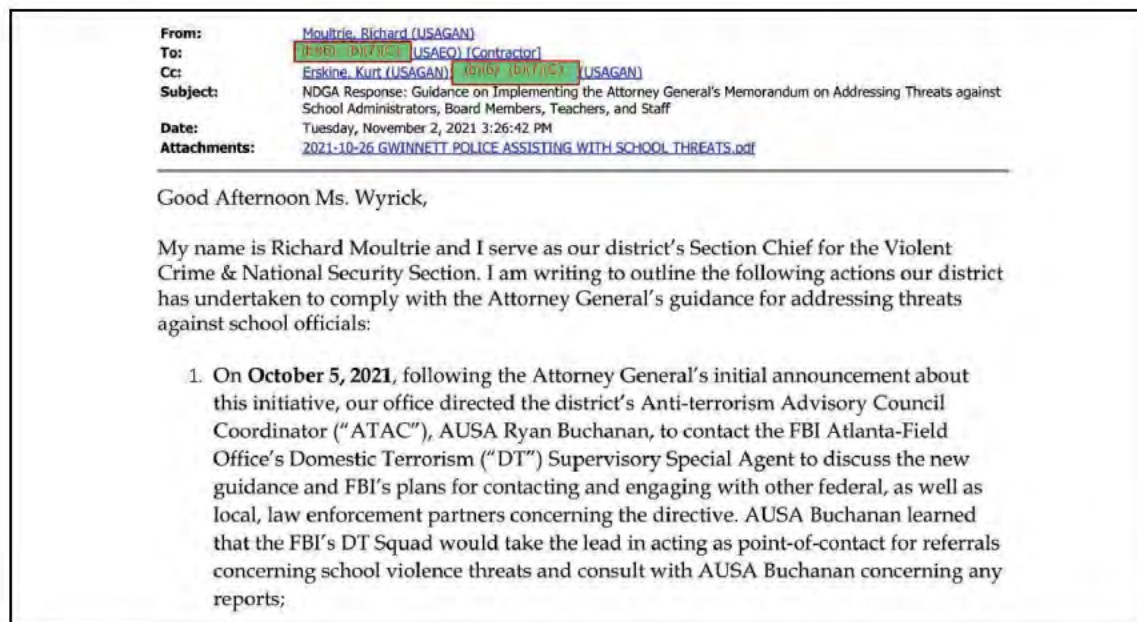 From: Moultrie, Richard (USAGAN)
To: (b)(6) (b)(7)(C) (USAEO) [Contractor]
Cc: Erskine, Kurt (USAGAN); (b)(6) (b)(7)(C) (USAGAN)
Subject: NDGA Response: Guidance on Implementing the Attorney General's Memorandum on Addressing Threats against
School Administrators, Board Members, Teachers, and Staff
Date: Tuesday, November 2, 2021 3:26:42 PM
Attachments: 2021-10-26 GWINNETT POLICE ASSISTING WITH SCHOOL THREATS.pdf
Good Afternoon Ms. Wyrick,
My name is Richard Moultrie and I serve as our district's Section Chief for the Violent
Crime & National Security Section. I am writing to outline the following actions our district
has undertaken to comply with the Attorney General's guidance for addressing threats
against school officials:
1. On October 5, 2021, following the Attorney General's initial announcement about
this initiative, our office directed the district's Anti-terrorism Advisory Council
Coordinator ("ATAC"), AUSA Ryan Buchanan, to contact the FBI Atlanta-Field
Office's Domestic Terrorism ("DT") Supervisory Special Agent to discuss the new
guidance and FBI's plans for contacting and engaging with other federal, as well as
local, law enforcement partners concerning the directive. AUSA Buchanan learned
that the FBI's DT Squad would take the lead in acting as point-of-contact for referrals
concerning school violence threats and consult with AUSA Buchanan concerning any
reports;